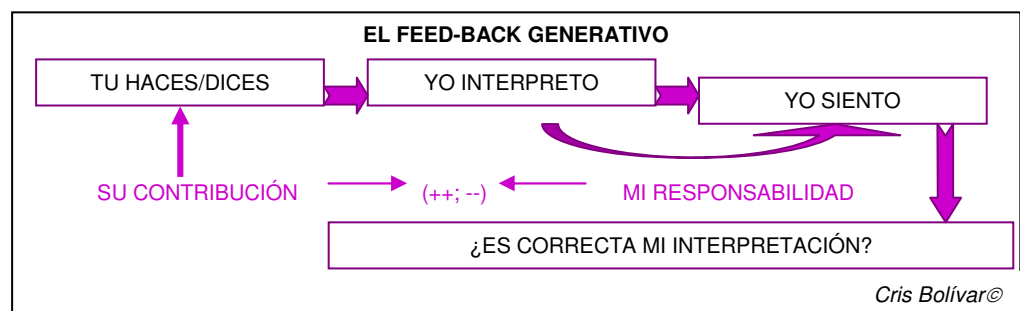 EL FEED-BACK GENERATIVO
TU HACES/DICES
YO INTERPRETO
YO SIENTO
SU CONTRIBUCIÓN
(++; --)
MI RESPONSABILIDAD
¿ES CORRECTA MI INTERPRETACIÓN?
Cris Bolívar©